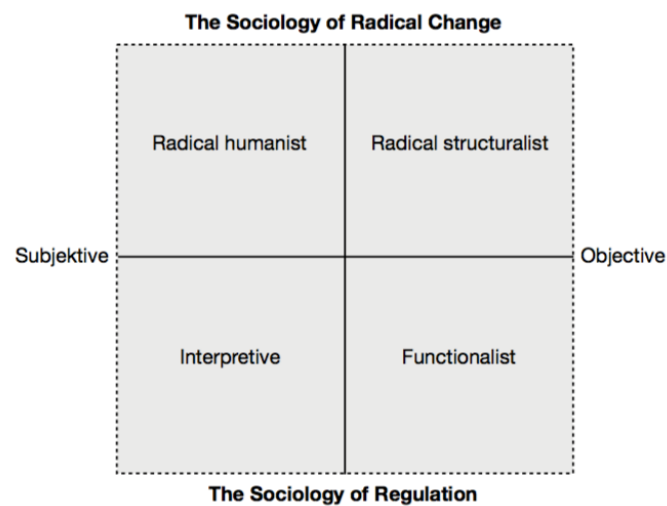 The Sociology of Radical Change
Radical humanist
Radical structuralist
Subjektive
Objective
Interpretive
Functionalist
The Sociology of Regulation